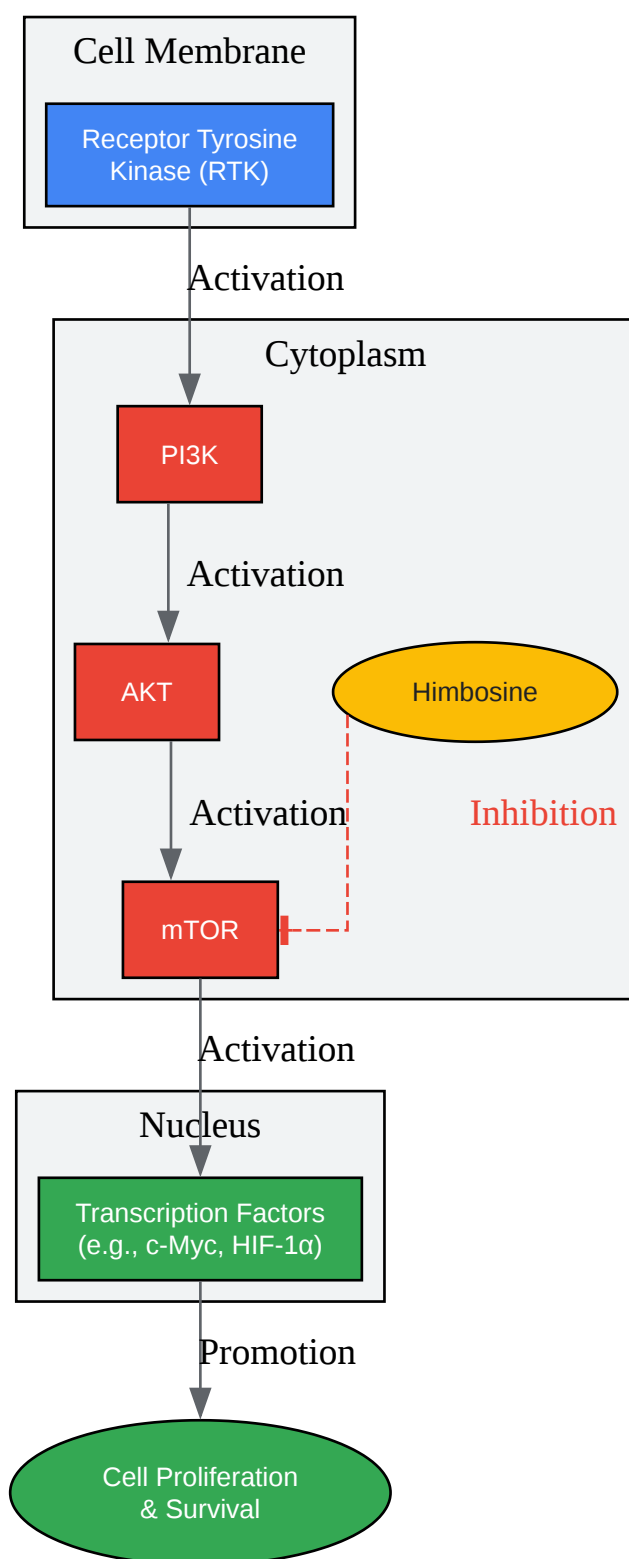 Cell Membrane
Receptor Tyrosine
Kinase (RTK)
Activation
Cytoplasm
PI3K
Activation
AKT
Himbosine
Activation
Inhibition
mTOR
Activation
Nucleus
Transcription Factors
(e.g., c-Myc, HIF-1α)
Promotion
Cell Proliferation
& Survival